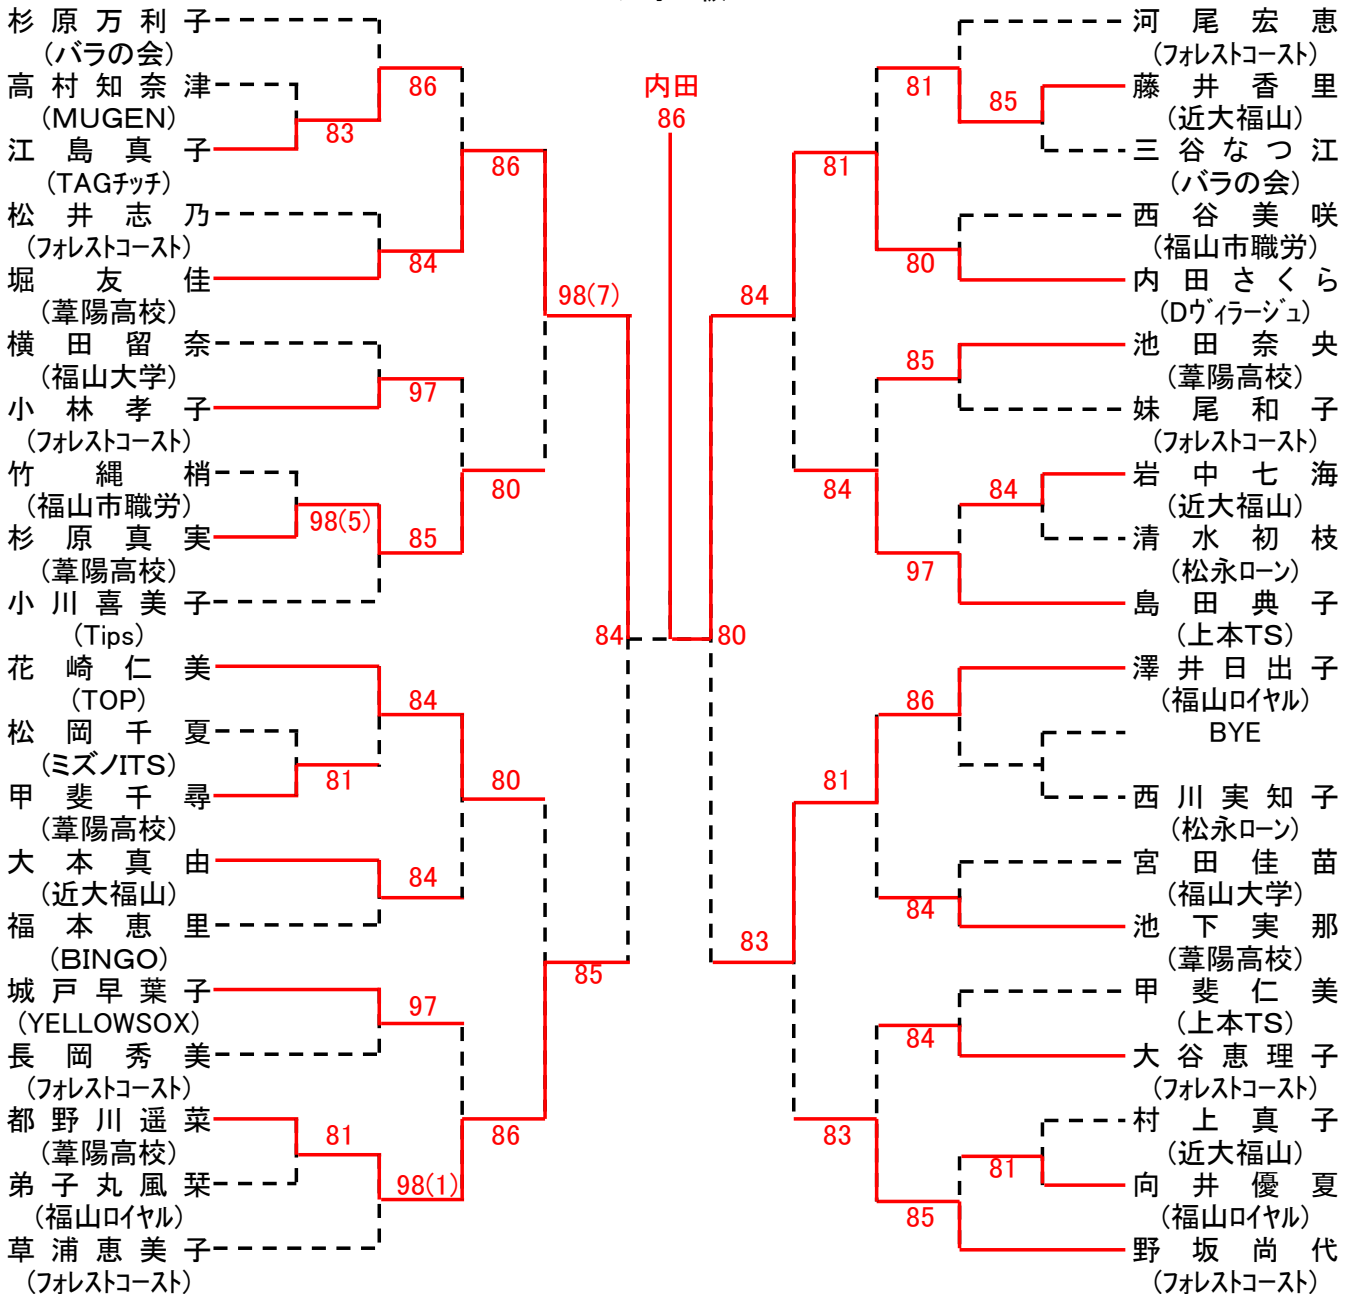 杉原万利子
(バラの会)
高村知奈津
(MUGEN)
江島真子
(TAGチッチ)
松井志乃
(フォレストコースト)
堀友佳
(葦陽高校)
横田留奈
(福山大学)
小林孝子
(フォレストコースト)
竹縄梢
(福山市職労)
杉原真実
(葦陽高校)
小川喜美子
(Tips)
花崎仁美
(TOP)
松岡千夏
(ミズノITS)
甲斐千尋
(葦陽高校)
大本真由
(近大福山)
福本恵里
(BINGO)
城戸早葉子
(YELLOWSOX)
長岡秀美
(フォレストコースト)
都野川遥菜
(葦陽高校)
弟子丸風栞
(福山ロイヤル)
草浦恵美子
(フォレストコースト)
83
98(5)
81
81
86
84
97
85
84
84
97
98(1)
86
80
80
86
98(7)
85
84
内田
86
80
84
83
81
84
81
83
81
80
85
97
86
84
84
85
85
84
81
河尾宏恵
(フォレストコースト)
藤井香里
(近大福山)
三谷なつ江
(バラの会)
西谷美咲
(福山市職労)
内田さくら
(Dヴィラージュ)
池田奈央
(葦陽高校)
妹尾和子
(フォレストコースト)
岩中七海
(近大福山)
清水初枝
(松永ローン)
島田典子
(上本TS)
澤井日出子
(福山ロイヤル)
BYE
西川実知子
(松永ローン)
宮田佳苗
(福山大学)
池下実那
(葦陽高校)
甲斐仁美
(上本TS)
大谷恵理子
(フォレストコースト)
村上真子
(近大福山)
向井優夏
(福山ロイヤル)
野坂尚代
(フォレストコースト)